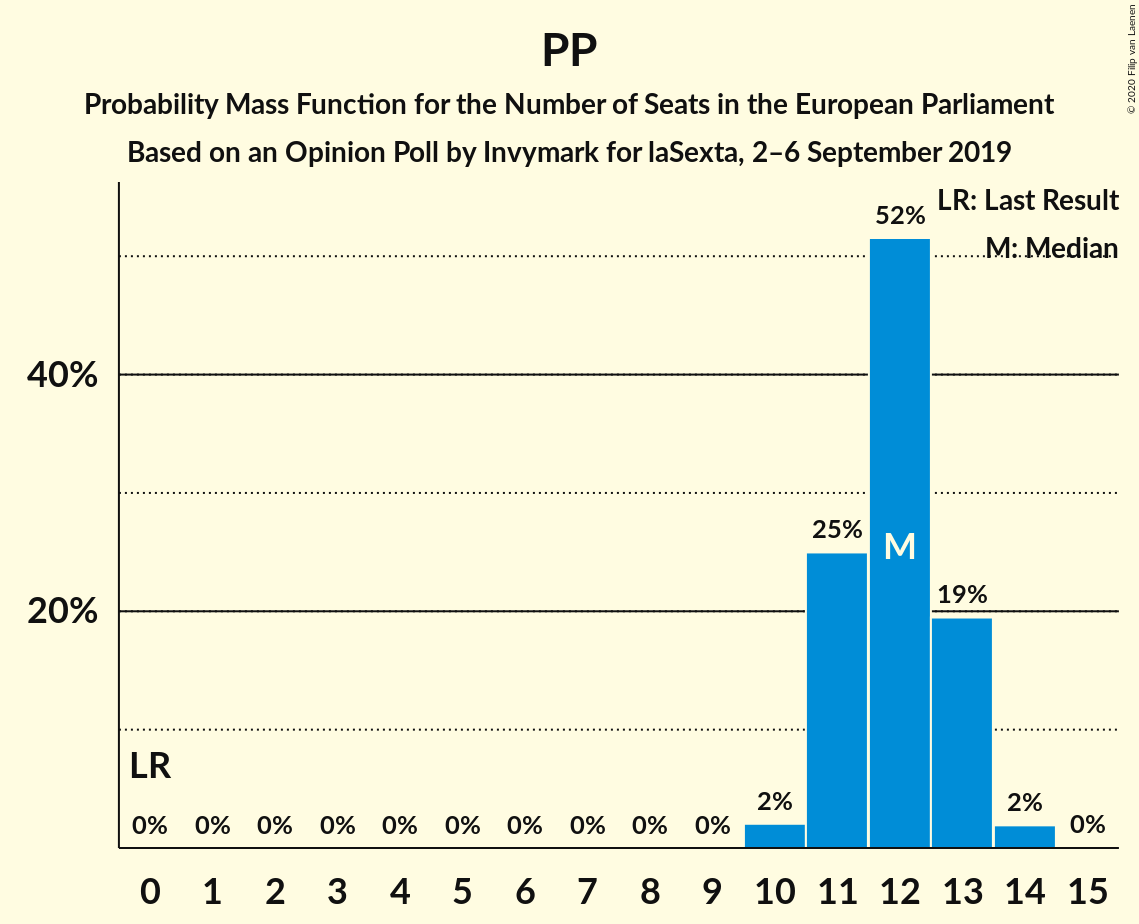 PP
Probability Mass Function for the Number of Seats in the European Parliament
Based on an Opinion Poll by Invymark for laSexta, 2–6 September 2019
© 2020 Filip van Laenen
LR: Last Result
M: Median
52%
40%
25%
M
19%
20%
LR
0% 0% 0% 0% 0% 0% 0% 0% 0% 0% 2% 2% 0%
0 1 2 3 4 5 6 7 8 9 10 11 12 13 14 15